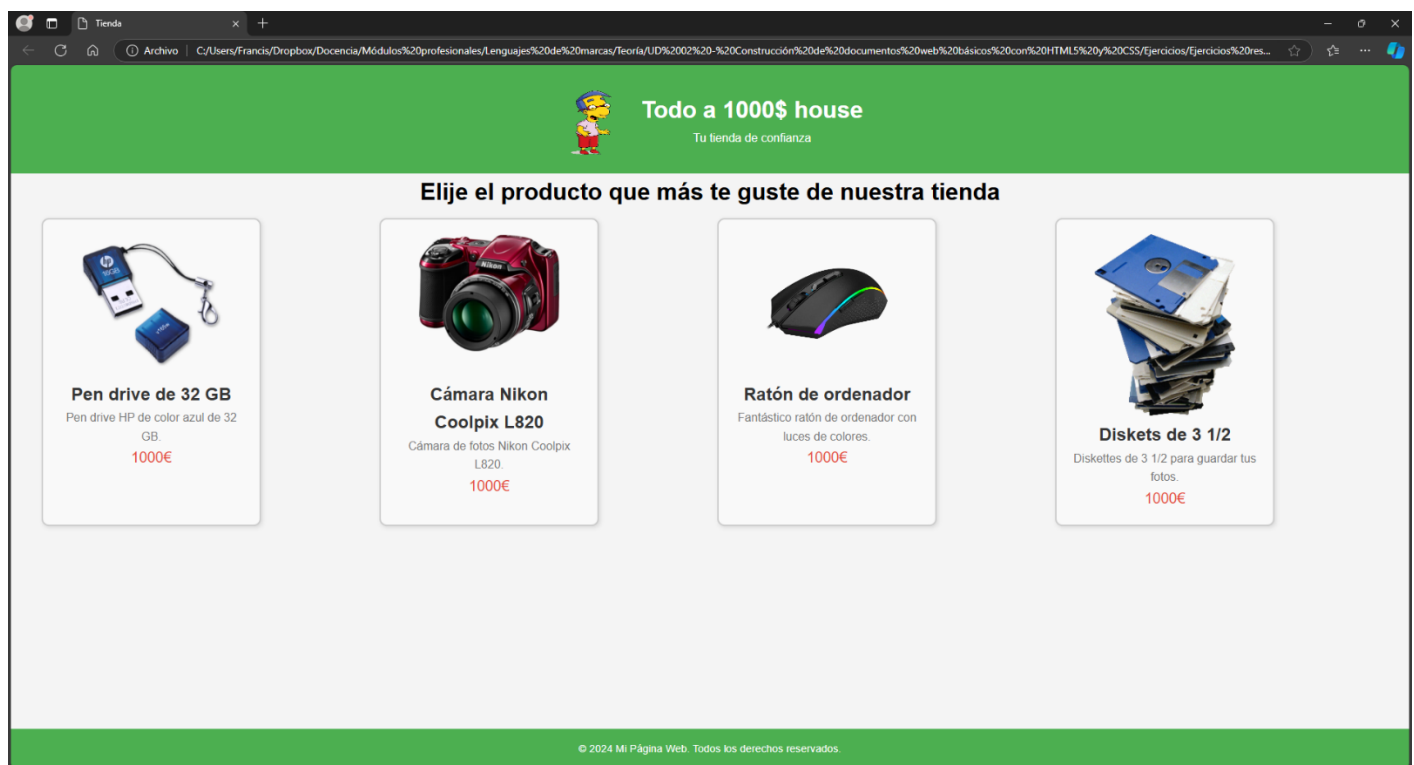 Tienda
Archivo
C:/Users/Francis/Dropbox/Docencia/Módulos%20profesionales/Lenguajes%20de%20marcas/Teoría/UD%2002%20-%20Construcción%20de%20documentos%20web%20básicos%20con%20HTML5%20y%20CSS/Ejercicios/Ejercicios%20res...
Todo a 1000$ house
Tu tienda de confianza
Elije el producto que más te guste de nuestra tienda
Pen drive de 32 GB
Pen drive HP de color azul de 32
GB.
1000€
Nikon
Cámara Nikon
Coolpix L820
Cámara de fotos Nikon Coolpix
L820.
1000€
Ratón de ordenador
Fantástico ratón de ordenador con
luces de colores.
1000€
Diskets de 3 1/2
Diskettes de 3 1/2 para guardar tus
fotos.
1000€
© 2024 Mi Página Web. Todos los derechos reservados.